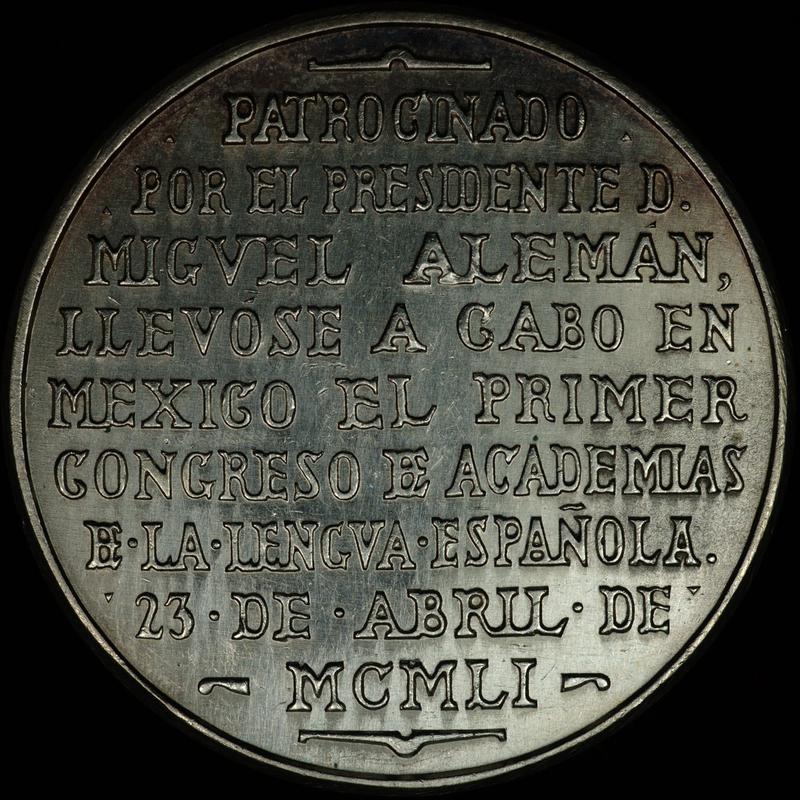 PATROCINADO
POR EL PRESIDENTE D.
MIGVEL ALEMÁN,
LLEVÓSE A CABO EN
MEXICO EL PRIMER
CONGRESO DE ACADEMIAS
DE·LA·LENGVA·ESPAÑOLA.
23·DE·ABRIL·DE
MCMLI